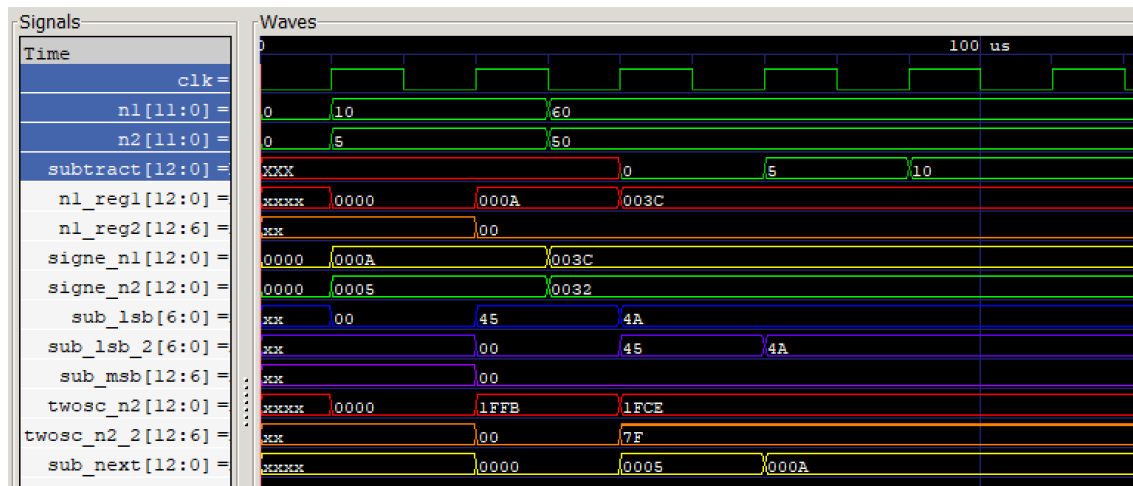 Signals Waves
Time 0 100 us
clk =
n1[11:0] = 0 10 60
n2[11:0] = 0 5 50
subtract[12:0] = XXX 0 5 10
n1_reg1[12:0] = xxxx 0000 000A 003C
n1_reg2[12:6] = xx 00
signe_n1[12:0] = 0000 000A 003C
signe_n2[12:0] = 0000 0005 0032
sub_lsb[6:0] = xx 00 45 4A
sub_lsb_2[6:0] = xx 00 45 4A
sub_msb[12:6] = xx 00
twosc_n2[12:0] = xxxx 0000 1FFB 1FCE
twosc_n2_2[12:6] = xx 00 7F
sub_next[12:0] = xxxx 0000 0005 000A